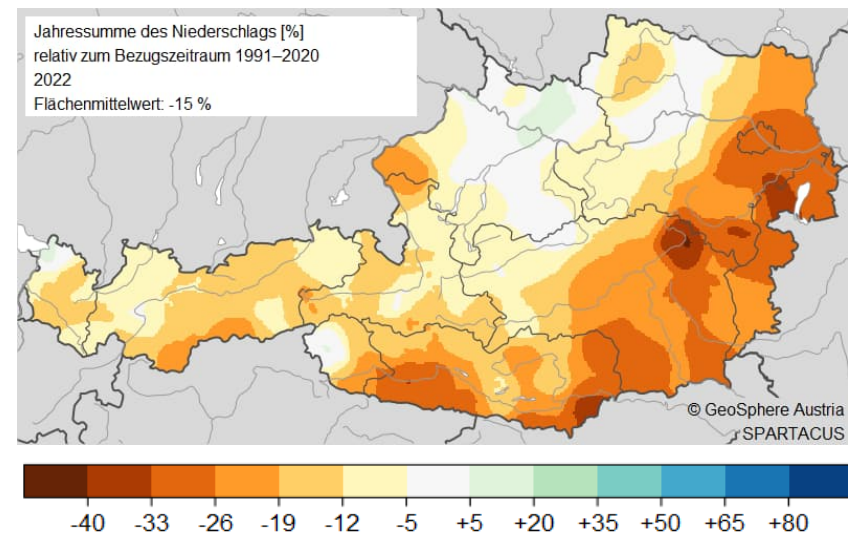 Jahressumme des Niederschlags [%]
relativ zum Bezugszeitraum 1991–2020
2022
Flächenmittelwert: -15 %
© GeoSphere Austria
SPARTACUS
-40 -33 -26 -19 -12 -5 +5 +20 +35 +50 +65 +80